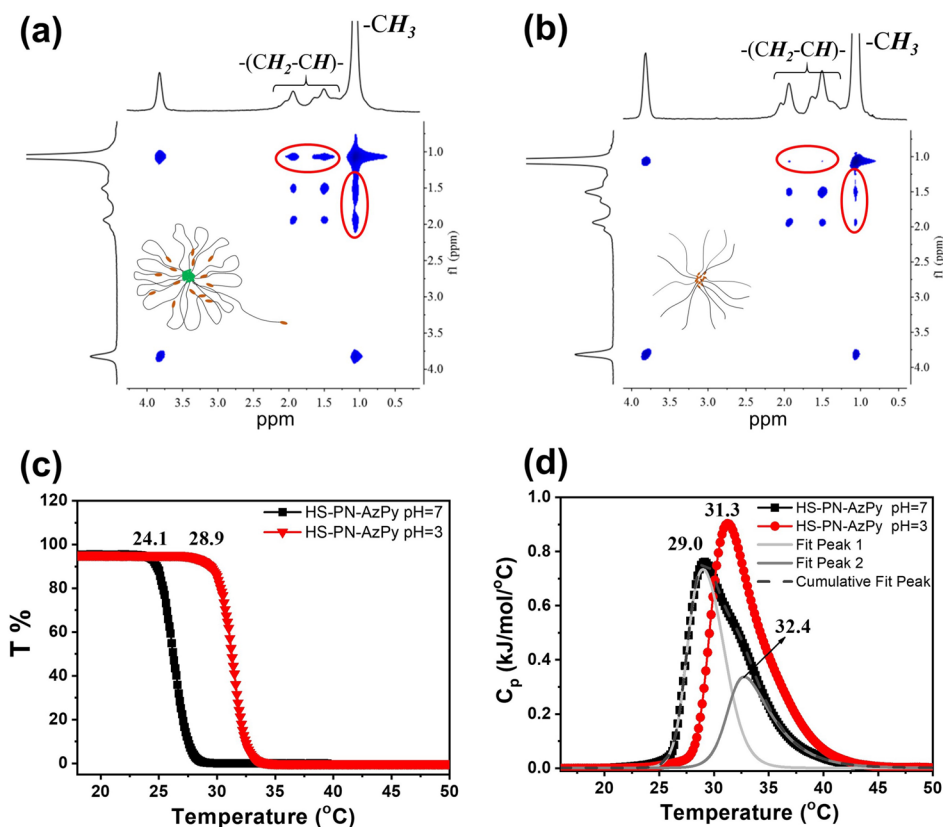 (a)
-CH3
-(CH2-CH)-
1.0
1.5
2.0
2.5
3.0
3.5
4.0
f1 (ppm)
4.0 3.5 3.0 2.5 2.0 1.5 1.0 0.5
ppm
(b)
-(CH2-CH)-
-CH3
1.0
1.5
2.0
2.5
3.0
3.5
4.0
f1 (ppm)
4.0 3.5 3.0 2.5 2.0 1.5 1.0 0.5
ppm
(c)
120
100
80
60
40
20
0
T %
HS-PN-AzPy pH=7
HS-PN-AzPy pH=3
24.1 28.9
20 25 30 35 40 45 50
Temperature (oC)
(d)
1.0
0.8
0.6
0.4
0.2
0.0
Cp (kJ/mol/oC)
31.3
29.0
32.4
HS-PN-AzPy pH=7
HS-PN-AzPy pH=3
Fit Peak 1
Fit Peak 2
Cumulative Fit Peak
20 25 30 35 40 45 50
Temperature (oC)